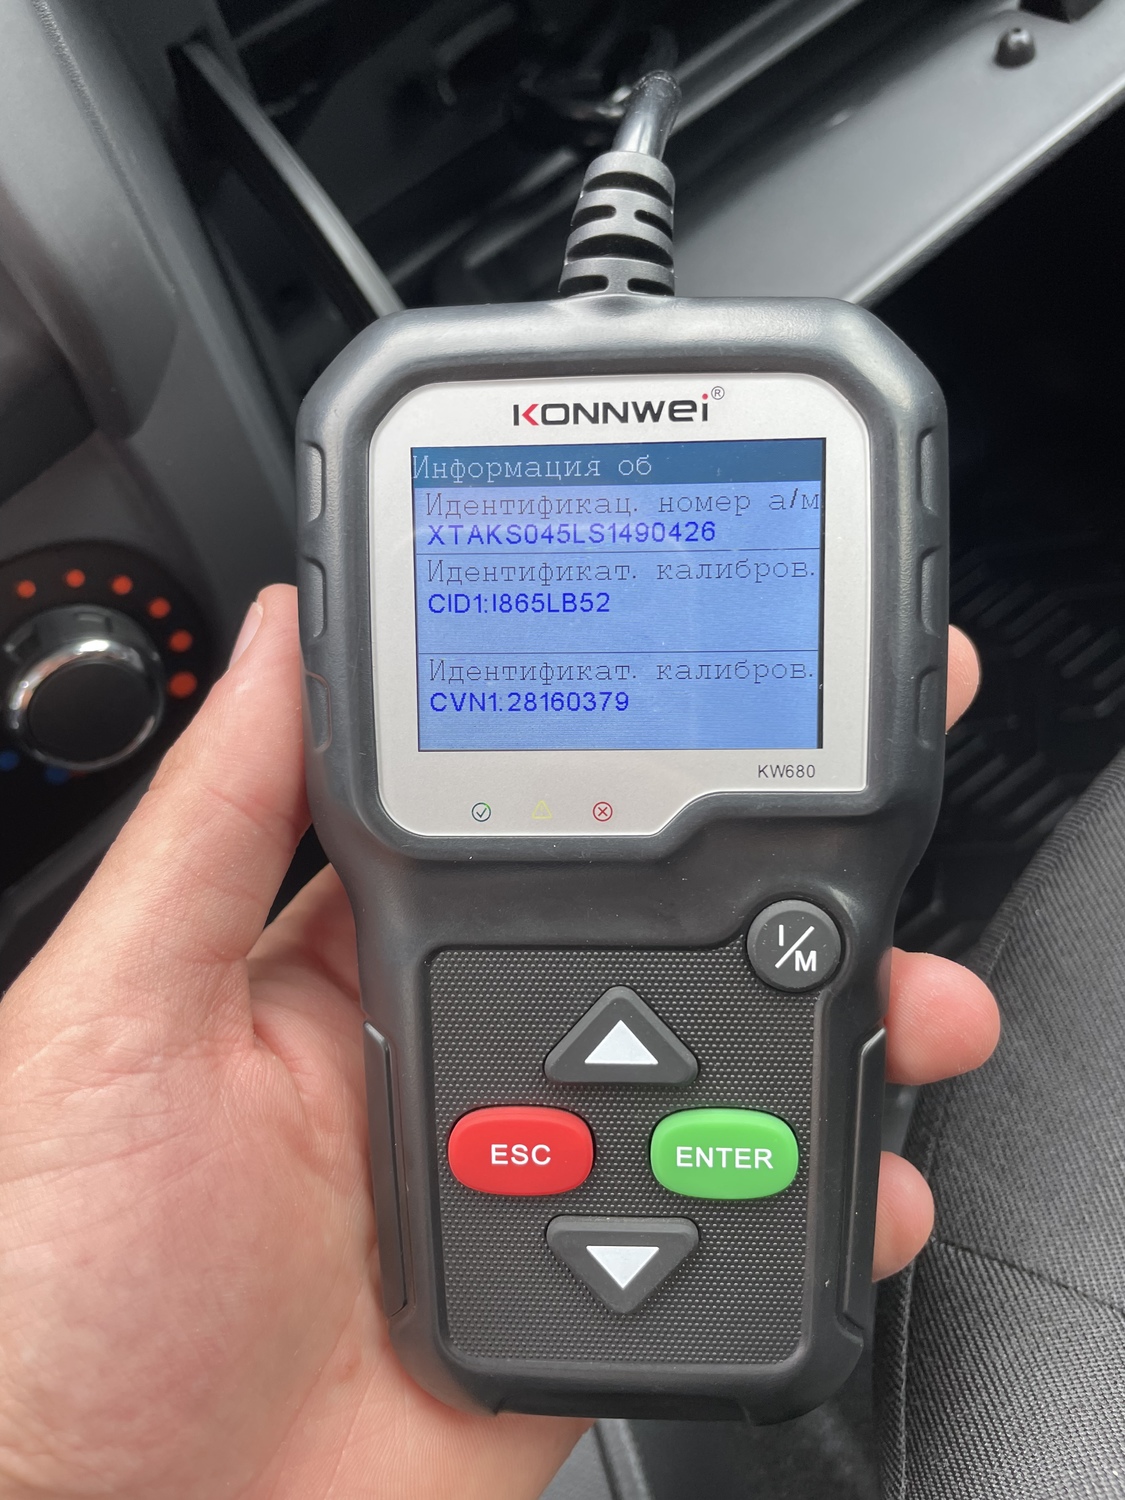 KONNWEI®
Информация об
Идентификац. номер а/м
XTAKS045LS1490426
Идентификат. калибров.
CID1:I865LB52
Идентификат. калибров.
CVN1:28160379
KW680
I/M
ESC
ENTER